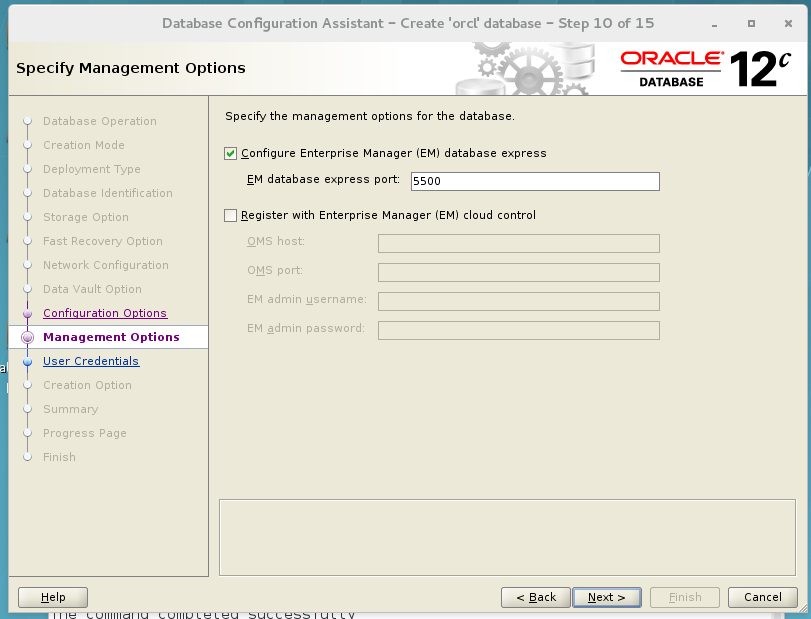 Database Configuration Assistant – Create 'orcl' database – Step 10 of 15
Specify Management Options
ORACLE®
DATABASE
12c
Database Operation
Creation Mode
Deployment Type
Database Identification
Storage Option
Fast Recovery Option
Network Configuration
Data Vault Option
Configuration Options
Management Options
User Credentials
Creation Option
Summary
Progress Page
Finish
Specify the management options for the database.
Configure Enterprise Manager (EM) database express
EM database express port: 5500
Register with Enterprise Manager (EM) cloud control
OMS host:
OMS port:
EM admin username:
EM admin password:
Help
< Back
Next >
Finish
Cancel
The command completed successfully